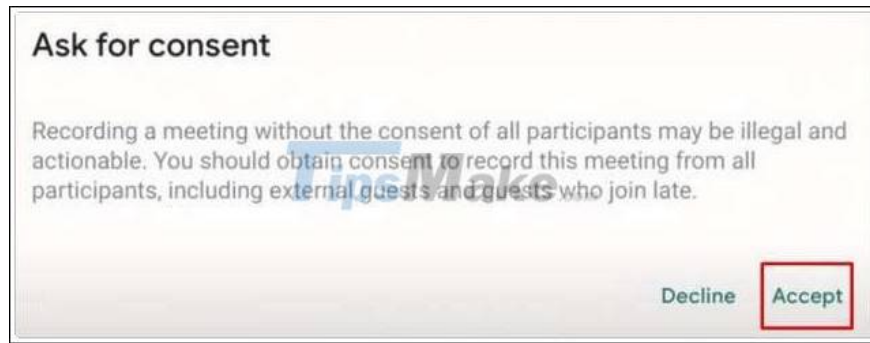 Ask for consent
Recording a meeting without the consent of all participants may be illegal and
actionable. You should obtain consent to record this meeting from all
participants, including external guests and guests who join late.
TipsMake.com
Decline Accept